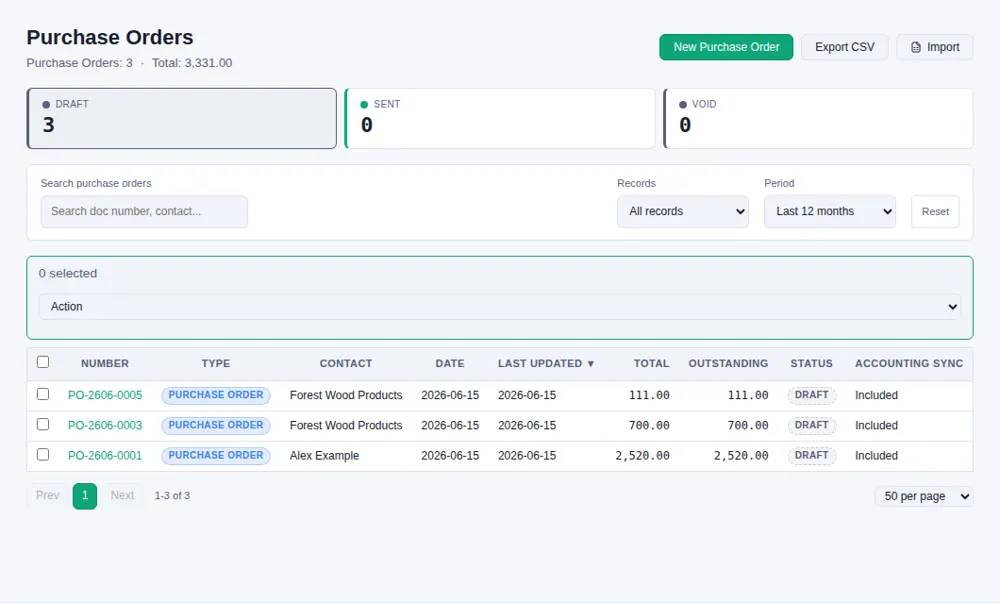 Purchase Orders
Purchase Orders: 3 · Total: 3,331.00
New Purchase Order
Export CSV
Import
DRAFT
3
SENT
0
VOID
0
Search purchase orders
Search doc number, contact...
Records
All records
Period
Last 12 months
Reset
0 selected
Action
NUMBER TYPE CONTACT DATE LAST UPDATED ▼ TOTAL OUTSTANDING STATUS ACCOUNTING SYNC
PO-2606-0005 PURCHASE ORDER Forest Wood Products 2026-06-15 2026-06-15 111.00 111.00 DRAFT Included
PO-2606-0003 PURCHASE ORDER Forest Wood Products 2026-06-15 2026-06-15 700.00 700.00 DRAFT Included
PO-2606-0001 PURCHASE ORDER Alex Example 2026-06-15 2026-06-15 2,520.00 2,520.00 DRAFT Included
Prev 1 Next 1-3 of 3 50 per page